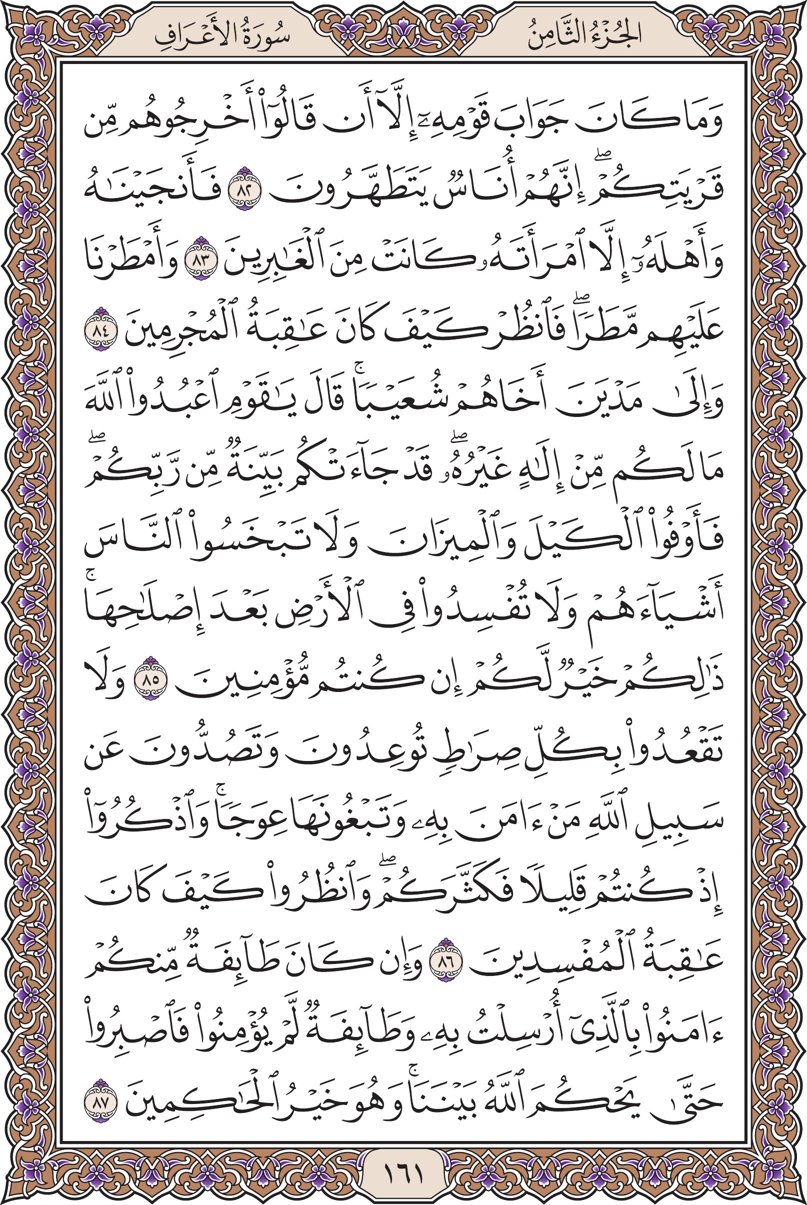 الجُزْءُ الثَّامِنُ
سُورَةُ الأَعْرَافِ
وَمَا كَانَ جَوَابَ قَوْمِهِۦٓ إِلَّآ أَن قَالُوٓا۟ أَخْرِجُوهُم مِّن
قَرْيَتِكُمْ ۖ إِنَّهُمْ أُنَاسٌ يَتَطَهَّرُونَ ٨٢ فَأَنجَيْنَـٰهُ
وَأَهْلَهُۥٓ إِلَّا ٱمْرَأَتَهُۥ كَانَتْ مِنَ ٱلْغَـٰبِرِينَ ٨٣ وَأَمْطَرْنَا
عَلَيْهِم مَّطَرًا ۖ فَٱنظُرْ كَيْفَ كَانَ عَـٰقِبَةُ ٱلْمُجْرِمِينَ ٨٤
وَإِلَىٰ مَدْيَنَ أَخَاهُمْ شُعَيْبًا ۗ قَالَ يَـٰقَوْمِ ٱعْبُدُوا۟ ٱللَّهَ
مَا لَكُم مِّنْ إِلَـٰهٍ غَيْرُهُۥ ۖ قَدْ جَآءَتْكُم بَيِّنَةٌ مِّن رَّبِّكُمْ ۖ
فَأَوْفُوا۟ ٱلْكَيْلَ وَٱلْمِيزَانَ وَلَا تَبْخَسُوا۟ ٱلنَّاسَ
أَشْيَآءَهُمْ وَلَا تُفْسِدُوا۟ فِى ٱلْأَرْضِ بَعْدَ إِصْلَـٰحِهَا ۚ
ذَٰلِكُمْ خَيْرٌ لَّكُمْ إِن كُنتُم مُّؤْمِنِينَ ٨٥ وَلَا
تَقْعُدُوا۟ بِكُلِّ صِرَٰطٍ تُوعِدُونَ وَتَصُدُّونَ عَن
سَبِيلِ ٱللَّهِ مَنْ ءَامَنَ بِهِۦ وَتَبْغُونَهَا عِوَجًا ۚ وَٱذْكُرُوٓا۟
إِذْ كُنتُمْ قَلِيلًا فَكَثَّرَكُمْ ۖ وَٱنظُرُوا۟ كَيْفَ كَانَ
عَـٰقِبَةُ ٱلْمُفْسِدِينَ ٨٦ وَإِن كَانَ طَآئِفَةٌ مِّنكُمْ
ءَامَنُوا۟ بِٱلَّذِىٓ أُرْسِلْتُ بِهِۦ وَطَآئِفَةٌ لَّمْ يُؤْمِنُوا۟ فَٱصْبِرُوا۟
حَتَّىٰ يَحْكُمَ ٱللَّهُ بَيْنَنَا ۚ وَهُوَ خَيْرُ ٱلْحَـٰكِمِينَ ٨٧
١٦١